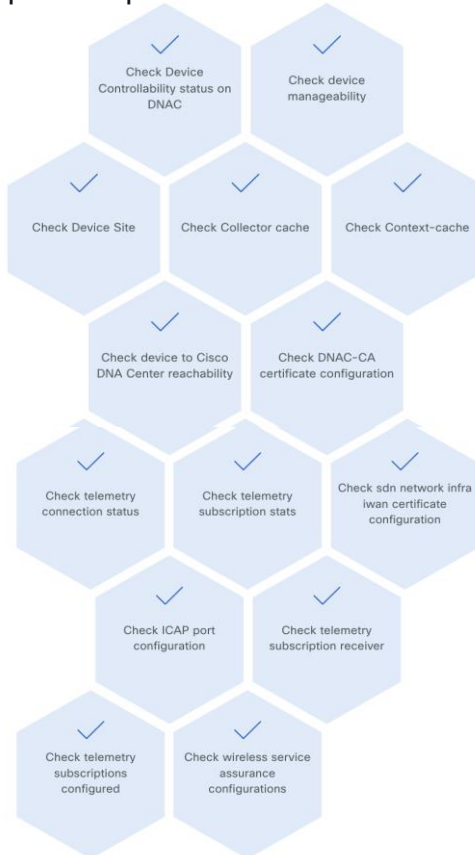 Check Device
Controllability status on
DNAC
Check device
manageability
Check Device Site
Check Collector cache
Check Context-cache
Check device to Cisco
DNA Center reachability
Check DNAC-CA
certificate configuration
Check telemetry
connection status
Check telemetry
subscription stats
Check sdn network infra
iwan certificate
configuration
Check ICAP port
configuration
Check telemetry
subscription receiver
Check telemetry
subscriptions
configured
Check wireless service
assurance
configurations